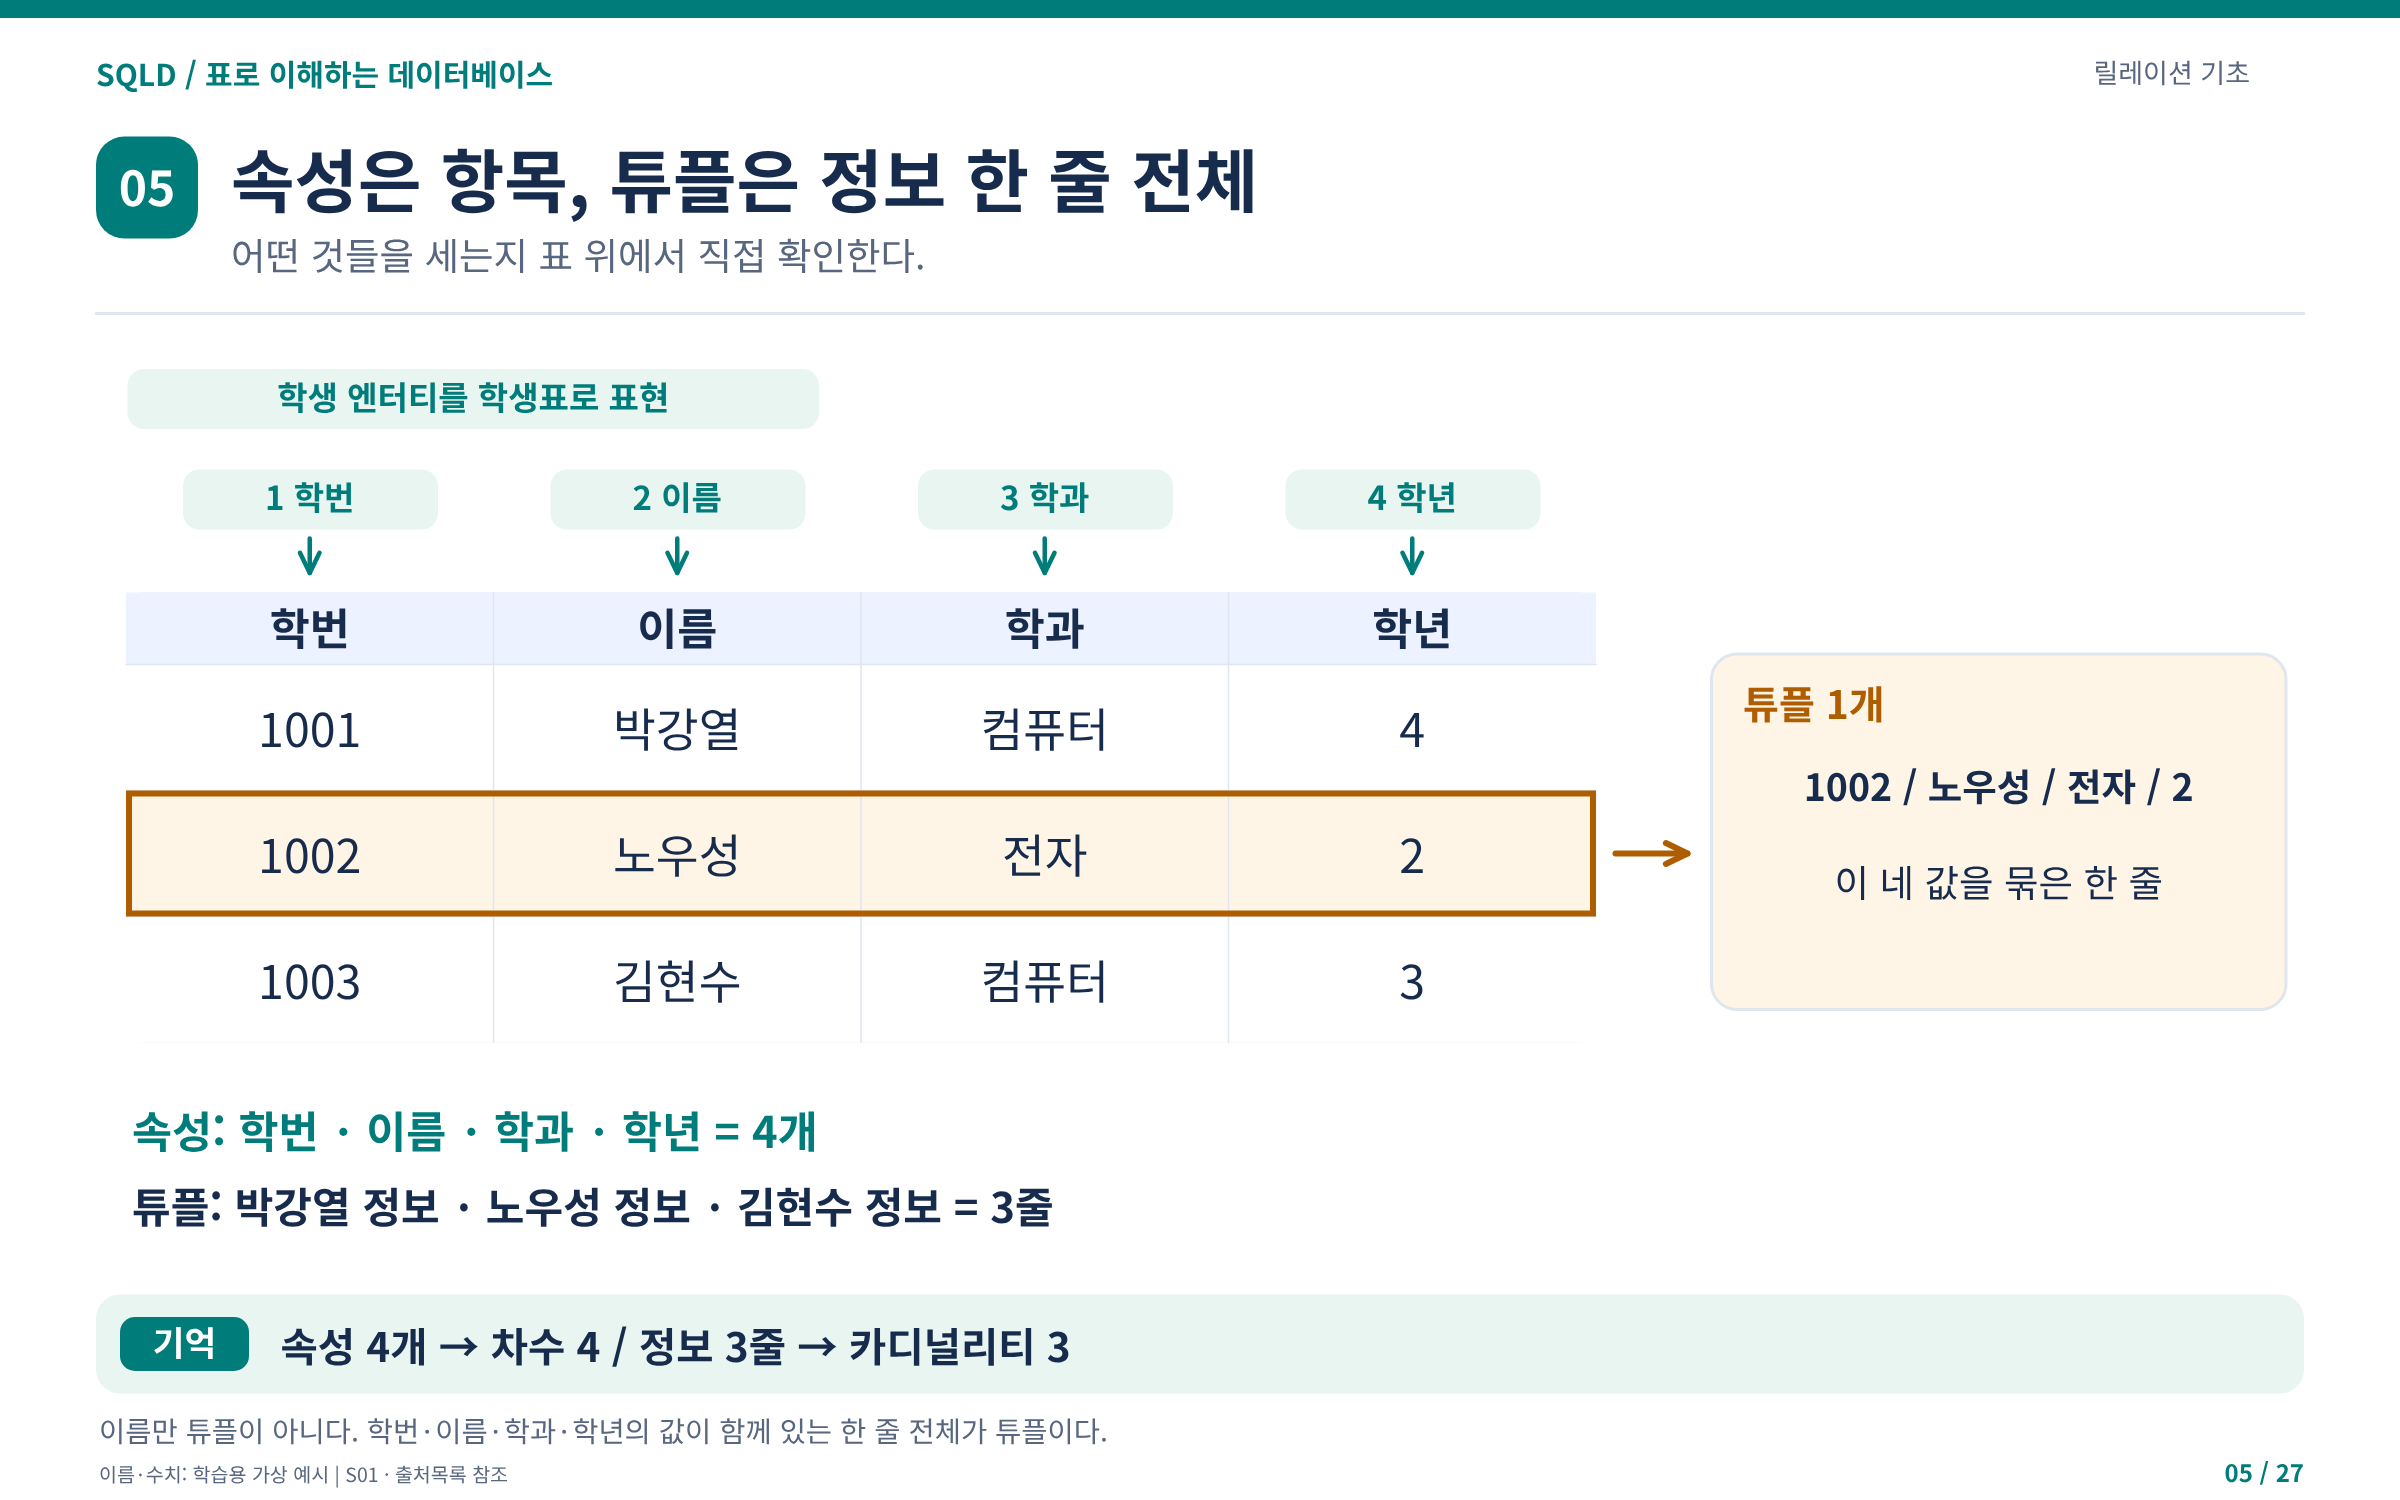 SQLD / 표로 이해하는 데이터베이스
릴레이션 기초
05
속성은 항목, 튜플은 정보 한 줄 전체
어떤 것들을 세는지 표 위에서 직접 확인한다.
학생 엔터티를 학생표로 표현
1 학번 2 이름 3 학과 4 학년
학번 이름 학과 학년
1001 박강열 컴퓨터 4
1002 노우성 전자 2
1003 김현수 컴퓨터 3
튜플 1개
1002 / 노우성 / 전자 / 2
이 네 값을 묶은 한 줄
속성: 학번 · 이름 · 학과 · 학년 = 4개
튜플: 박강열 정보 · 노우성 정보 · 김현수 정보 = 3줄
기억 속성 4개 → 차수 4 / 정보 3줄 → 카디널리티 3
이름만 튜플이 아니다. 학번·이름·학과·학년의 값이 함께 있는 한 줄 전체가 튜플이다.
이름·수치: 학습용 가상 예시 | S01 · 출처목록 참조
05 / 27